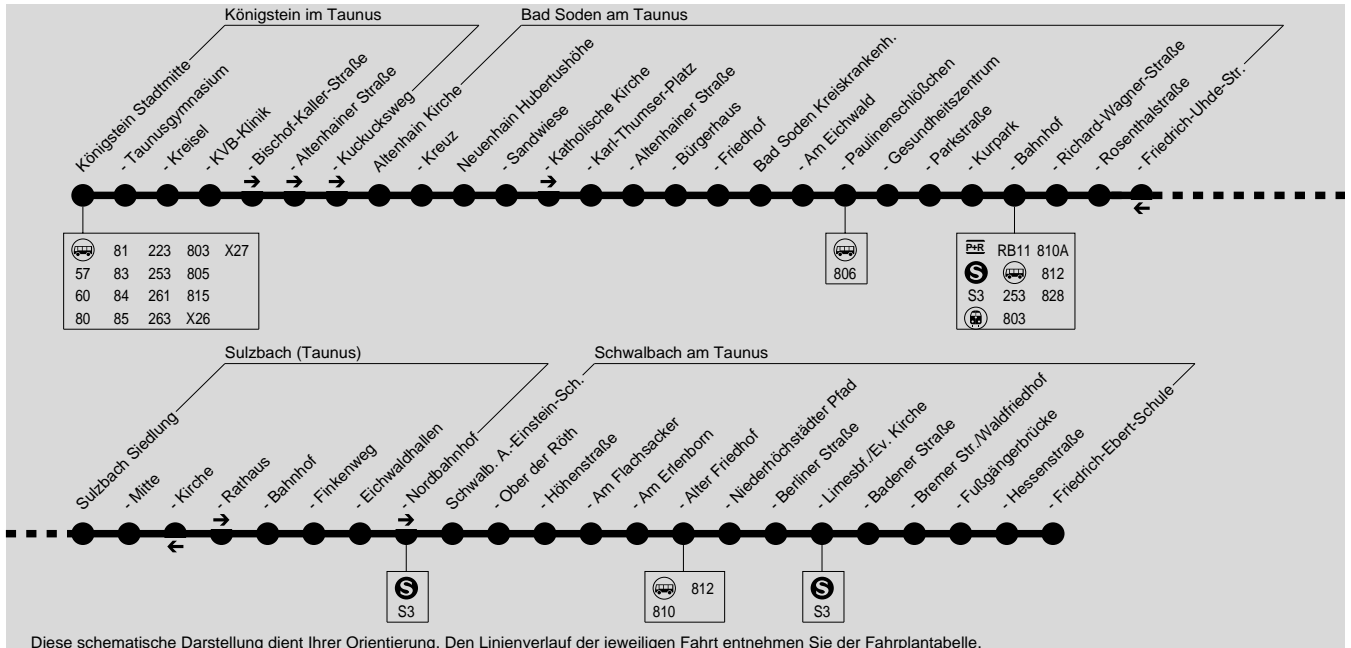 Königstein im Taunus
Bad Soden am Taunus
Königstein Stadtmitte
- Taunusgymnasium
- Kreisel
- KVB-Klinik
- Bischof-Kaller-Straße
- Altenhainer Straße
- Kuckucksweg
Altenhain Kirche
- Kreuz
Neuenhain Hubertushöhe
- Sandwiese
- Katholische Kirche
- Karl-Thumser-Platz
- Altenhainer Straße
- Bürgerhaus
- Friedhof
Bad Soden Kreiskrankenh.
- Am Eichwald
- Paulinenschlößchen
- Gesundheitszentrum
- Parkstraße
- Kurpark
- Bahnhof
- Richard-Wagner-Straße
- Rosenthalstraße
- Friedrich-Uhde-Str.
81 223 803 X27
57 83 253 805
60 84 261 815
80 85 263 X26
806
P+R RB11 810A
S 812
S3 253 828
803
Sulzbach (Taunus)
Schwalbach am Taunus
Sulzbach Siedlung
- Mitte
- Kirche
- Rathaus
- Bahnhof
- Finkenweg
- Eichwaldhallen
- Nordbahnhof
Schwalb. A.-Einstein-Sch.
- Ober der Röth
- Höhenstraße
- Am Flachsacker
- Am Erlenborn
- Alter Friedhof
- Niederhöchstädter Pfad
- Berliner Straße
- Limesbf./Ev. Kirche
- Badener Straße
- Bremer Str./Waldfriedhof
- Fußgängerbrücke
- Hessenstraße
- Friedrich-Ebert-Schule
S
S3
812
810
S
S3
Diese schematische Darstellung dient Ihrer Orientierung. Den Linienverlauf der jeweiligen Fahrt entnehmen Sie der Fahrplantabelle.